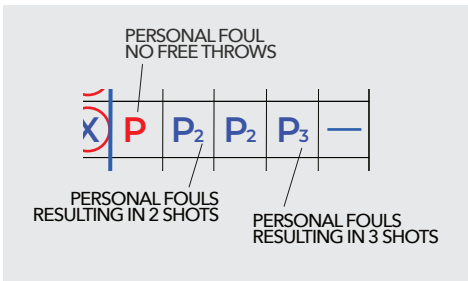 PERSONAL FOUL
NO FREE THROWS
X P P2 P2 P3 —
PERSONAL FOULS
RESULTING IN 2 SHOTS
PERSONAL FOULS
RESULTING IN 3 SHOTS